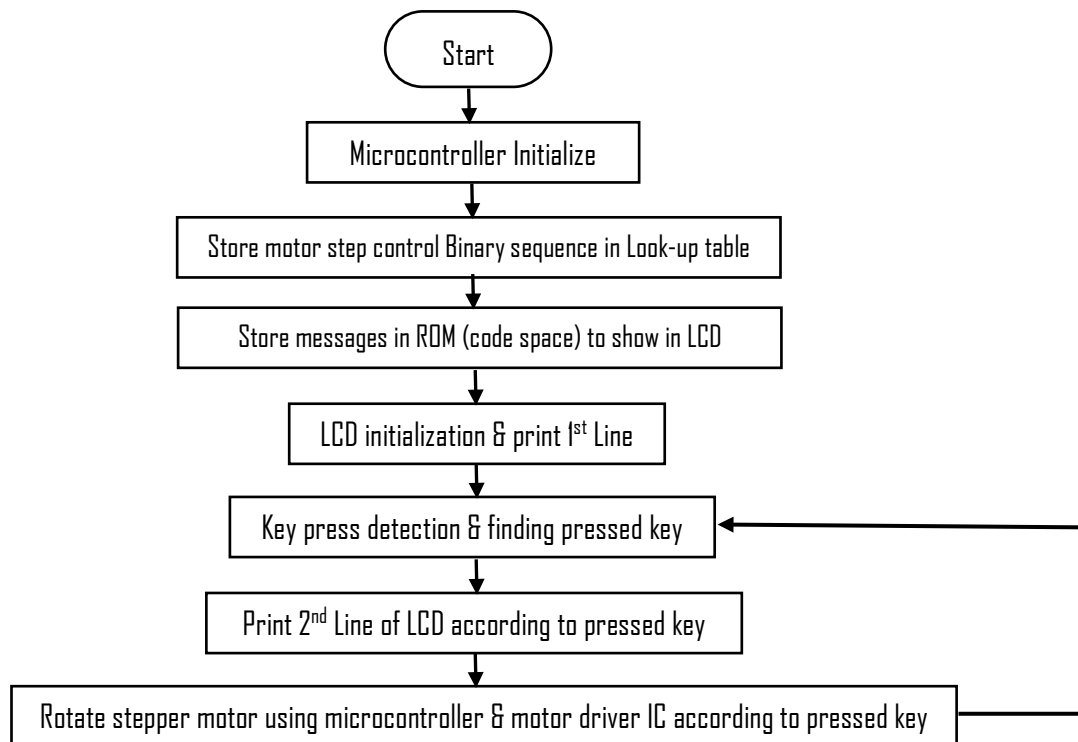 Start
Microcontroller Initialize
Store motor step control Binary sequence in Look-up table
Store messages in ROM (code space) to show in LCD
LCD initialization & print 1st Line
Key press detection & finding pressed key
Print 2nd Line of LCD according to pressed key
Rotate stepper motor using microcontroller & motor driver IC according to pressed key